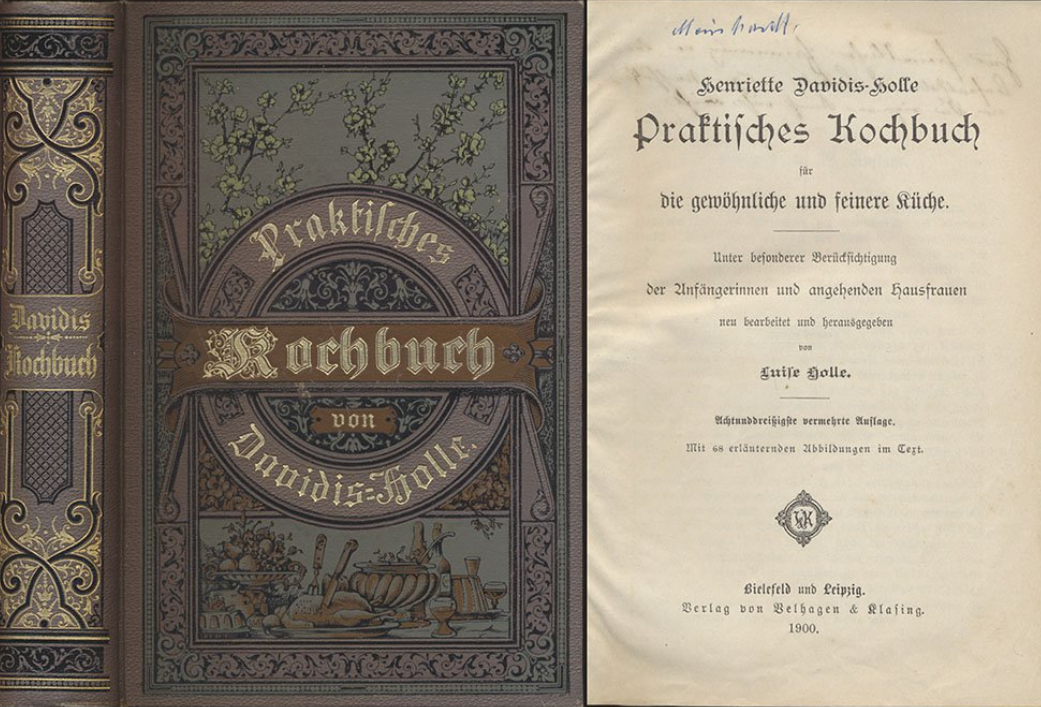 Davidis
Kochbuch
Praktisches
Kochbuch
von
Davidis-Holle.
Henriette Davidis-Holle
Praktisches Kochbuch
für
die gewöhnliche und feinere Küche.
Unter besonderer Berücksichtigung
der Anfängerinnen und angehenden Hausfrauen
neu bearbeitet und herausgegeben
von
Luise Holle.
Achtunddreißigste vermehrte Auflage.
Mit 68 erläuternden Abbildungen im Text.
VK
Bielefeld und Leipzig.
Verlag von Velhagen & Klasing.
1900.